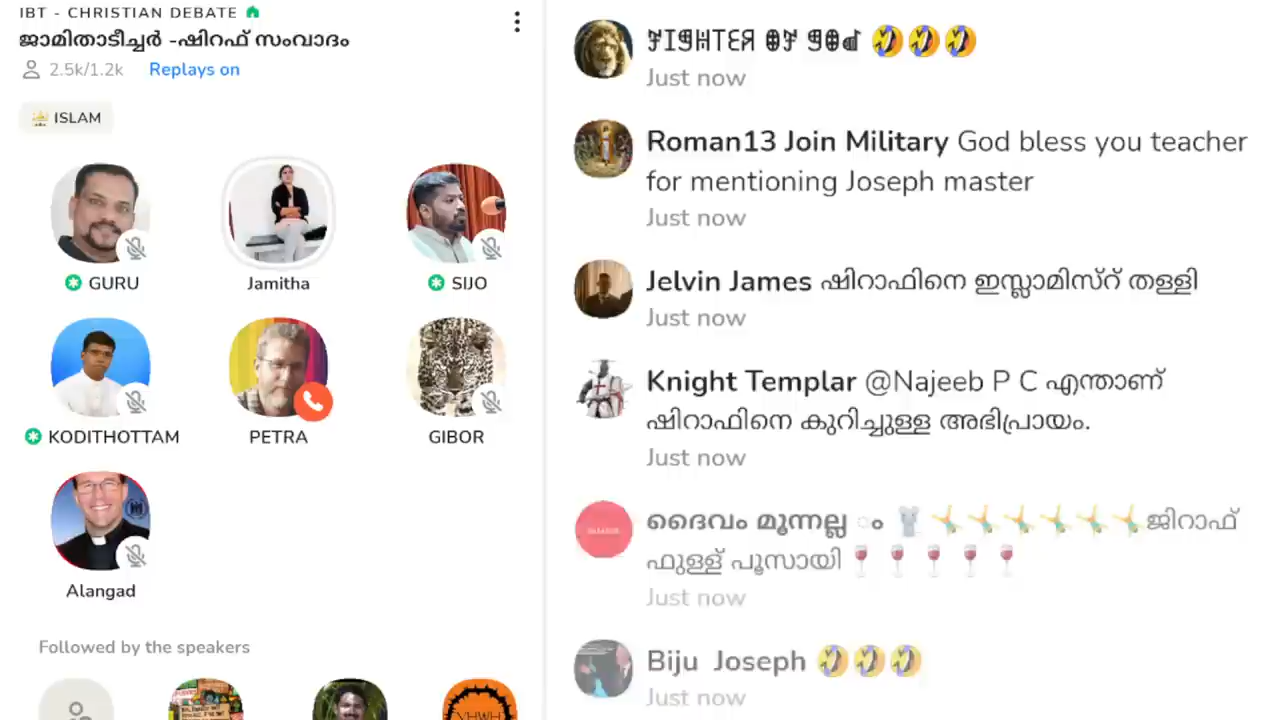 IBT - CHRISTIAN DEBATE
ജാമിതാടീച്ചർ -ഷിറഫ് സംവാദം
2.5k/1.2k Replays on
ISLAM
GURU
Jamitha
SIJO
KODITHOTTAM
PETRA
GIBOR
Alangad
Followed by the speakers
YHWH
🤣🤣🤣
Just now
Roman13 Join Military God bless you teacher
for mentioning Joseph master
Just now
Jelvin James ഷിറാഫിനെ ഇസ്ലാമിസ്റ് തള്ളി
Just now
Knight Templar @Najeeb P C എന്താണ്
ഷിറാഫിനെ കുറിച്ചുള്ള അഭിപ്രായം.
Just now
ദൈവം മൂന്നല്ല ം 🐭🤸🤸🤸🤸🤸🤸ജിറാഫ്
ഫുള്ള് പൂസായി 🍷🍷🍷🍷🍷
Just now
Biju Joseph 🤣🤣🤣
Just now